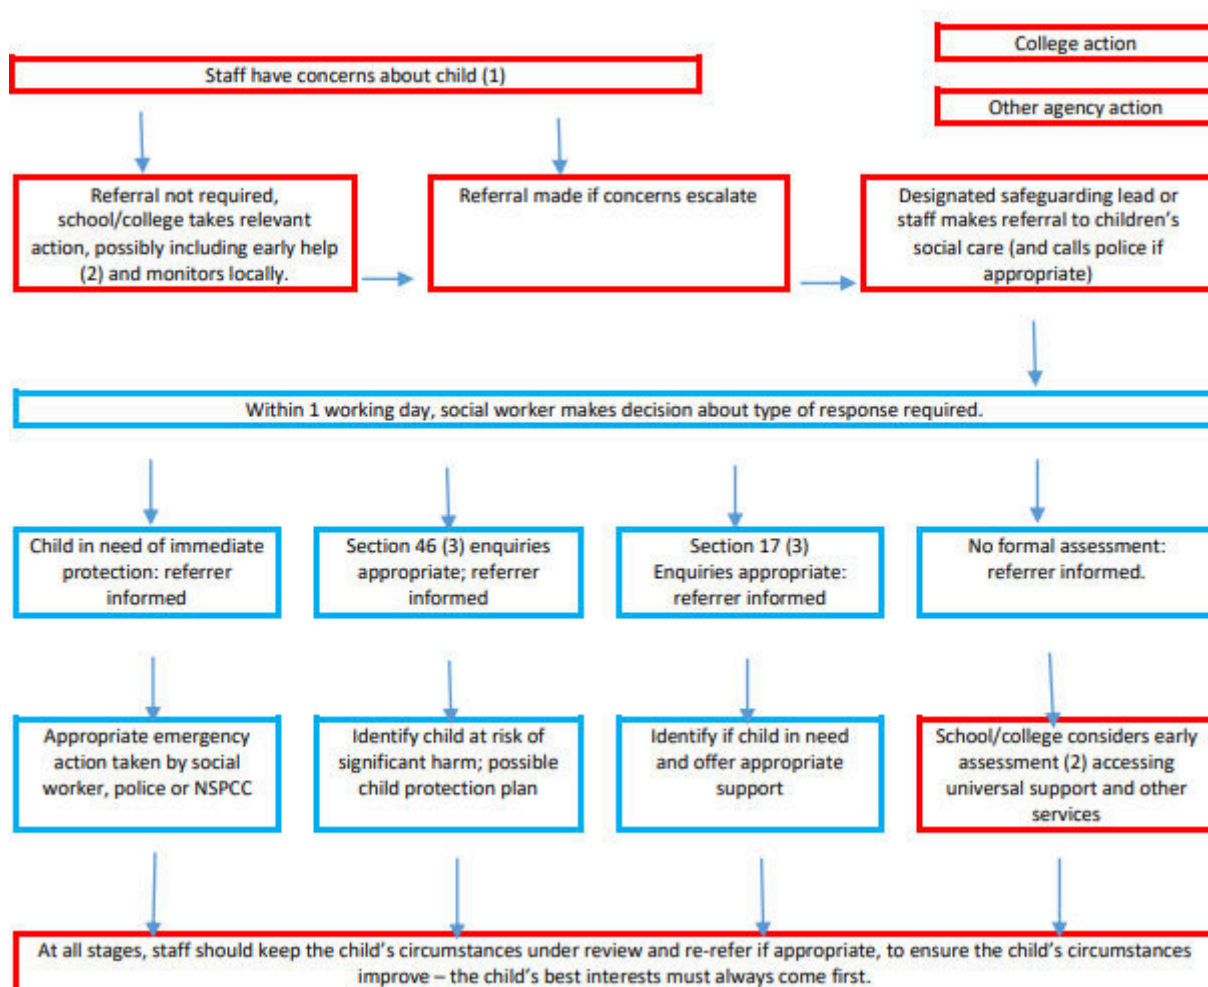 College action
Staff have concerns about child (1)
Other agency action
Referral not required,
school/college takes relevant
action, possibly including early help
(2) and monitors locally.
Referral made if concerns escalate
Designated safeguarding lead or
staff makes referral to children's
social care (and calls police if
appropriate)
Within 1 working day, social worker makes decision about type of response required.
Child in need of immediate
protection: referrer
informed
Section 46 (3) enquiries
appropriate; referrer
informed
Section 17 (3)
Enquiries appropriate:
referrer informed
No formal assessment:
referrer informed.
Appropriate emergency
action taken by social
worker, police or NSPCC
Identify child at risk of
significant harm; possible
child protection plan
Identify if child in need
and offer appropriate
support
School/college considers early
assessment (2) accessing
universal support and other
services
At all stages, staff should keep the child's circumstances under review and re-refer if appropriate, to ensure the child's circumstances
improve – the child's best interests must always come first.